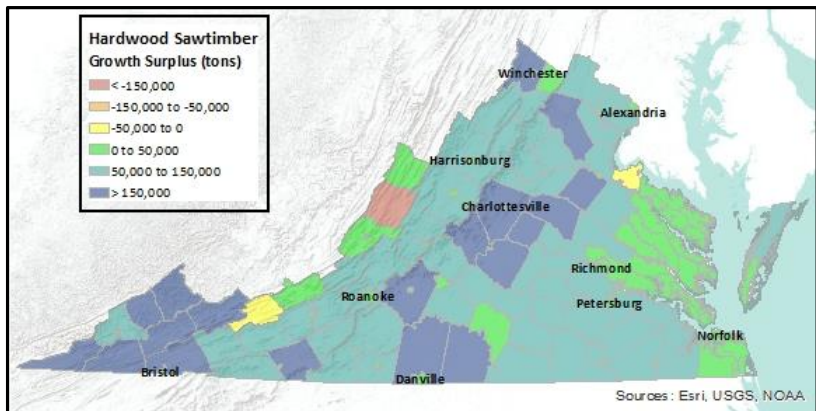 Hardwood Sawtimber
Growth Surplus (tons)
< -150,000
-150,000 to -50,000
-50,000 to 0
0 to 50,000
50,000 to 150,000
> 150,000
Winchester
Alexandria
Harrisonburg
Charlottesville
Richmond
Roanoke
Petersburg
Norfolk
Bristol
Danville
Sources: Esri, USGS, NOAA